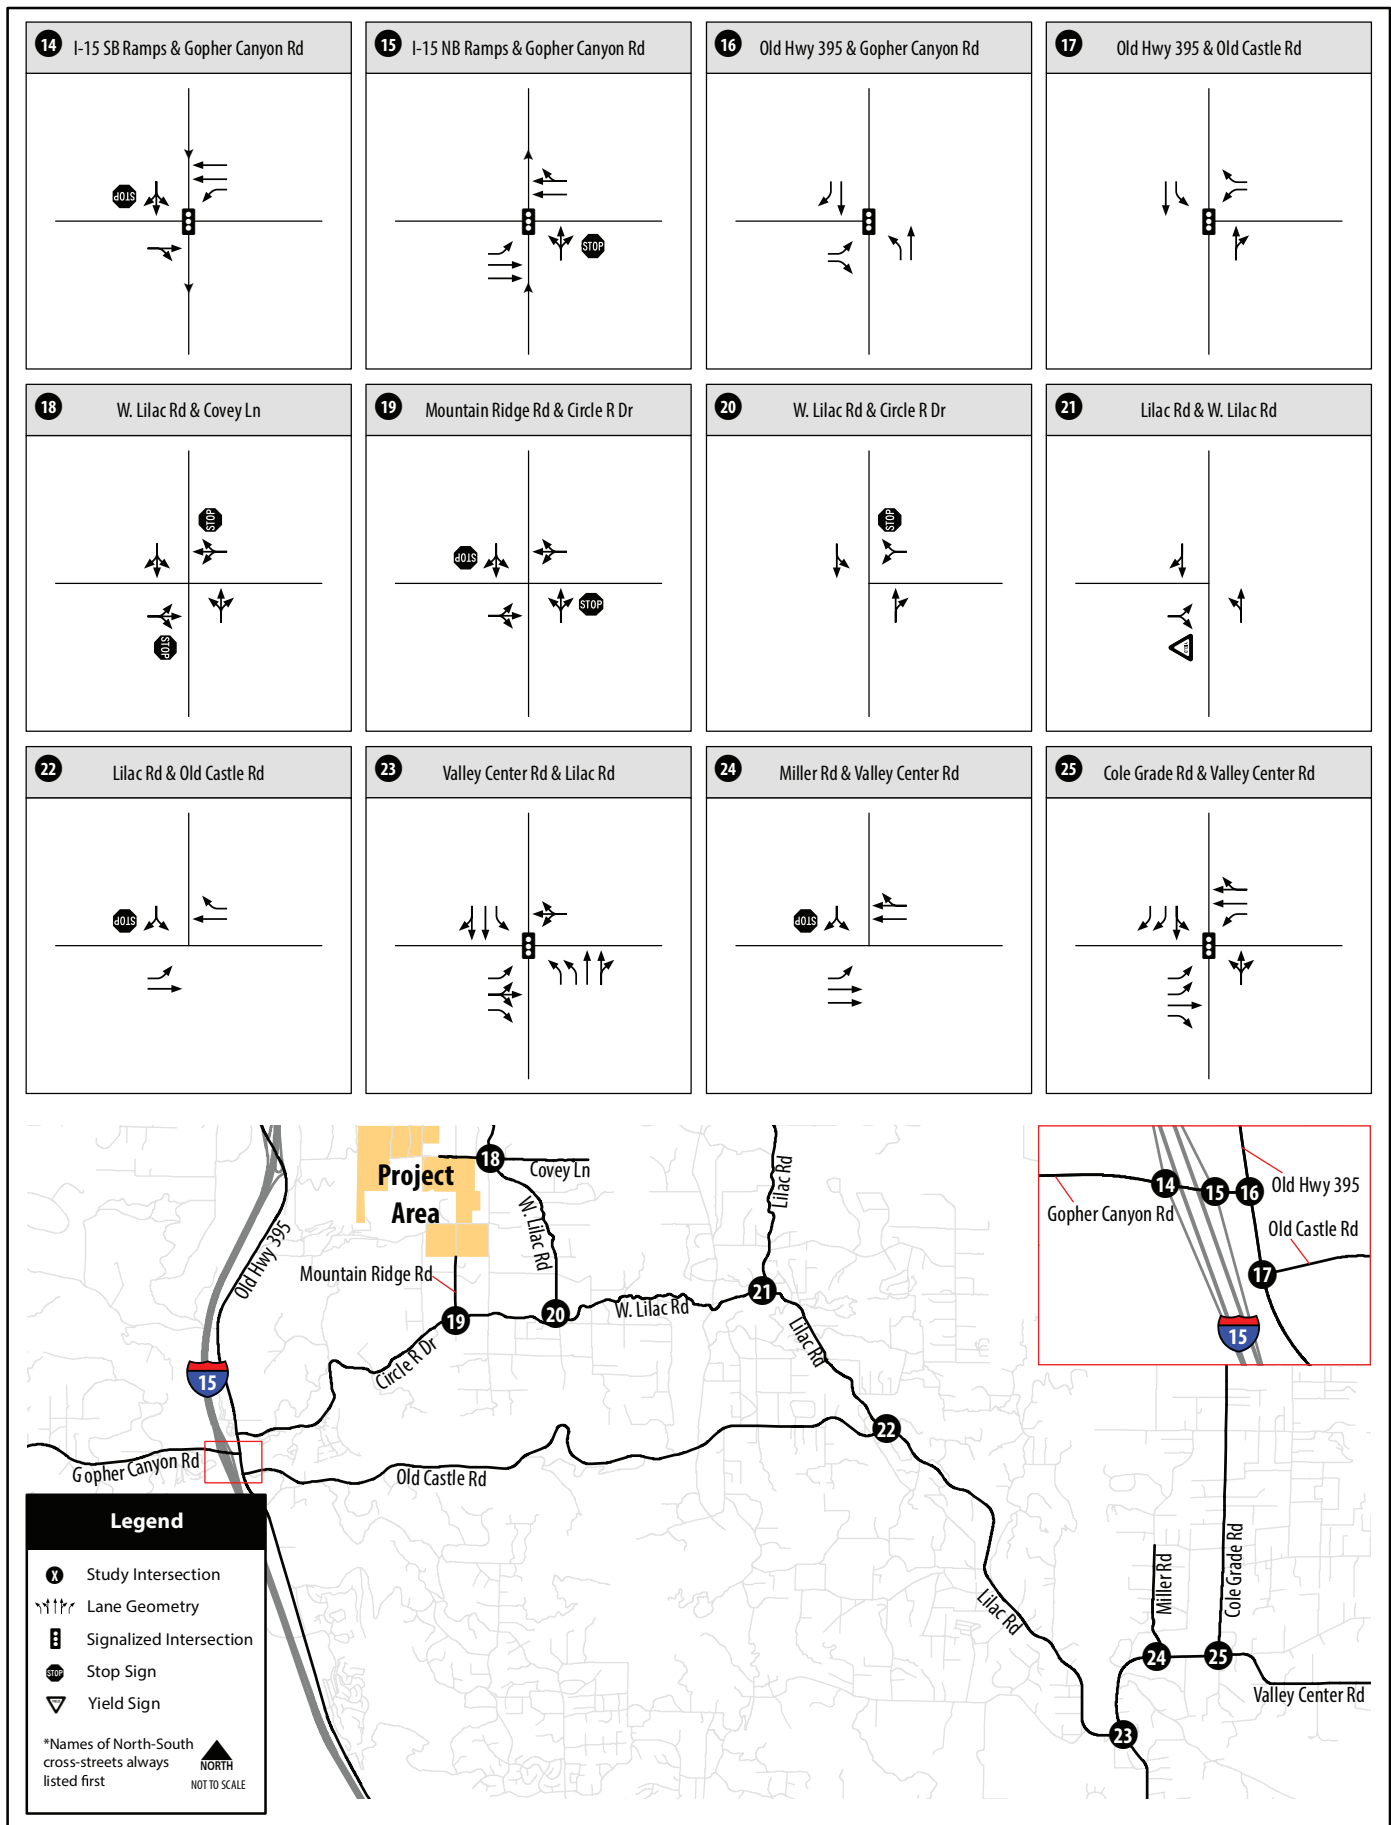 14 I-15 SB Ramps & Gopher Canyon Rd
15 I-15 NB Ramps & Gopher Canyon Rd
16 Old Hwy 395 & Gopher Canyon Rd
17 Old Hwy 395 & Old Castle Rd
STOP
STOP
18 W. Lilac Rd & Covey Ln
19 Mountain Ridge Rd & Circle R Dr
20 W. Lilac Rd & Circle R Dr
21 Lilac Rd & W. Lilac Rd
STOP
STOP
STOP
STOP
STOP
YIELD
22 Lilac Rd & Old Castle Rd
23 Valley Center Rd & Lilac Rd
24 Miller Rd & Valley Center Rd
25 Cole Grade Rd & Valley Center Rd
STOP
STOP
Project
Area
18
Covey Ln
W. Lilac Rd
Lilac Rd
Old Hwy 395
Mountain Ridge Rd
19
20
W. Lilac Rd
21
Lilac Rd
Circle R Dr
15
22
Gopher Canyon Rd
Old Castle Rd
14
15
16
Old Hwy 395
Gopher Canyon Rd
Old Castle Rd
17
15
Lilac Rd
Miller Rd
Cole Grade Rd
24
25
Valley Center Rd
23
Legend
X Study Intersection
Lane Geometry
Signalized Intersection
STOP Stop Sign
Yield Sign
*Names of North-South
cross-streets always
listed first
NORTH
NOT TO SCALE